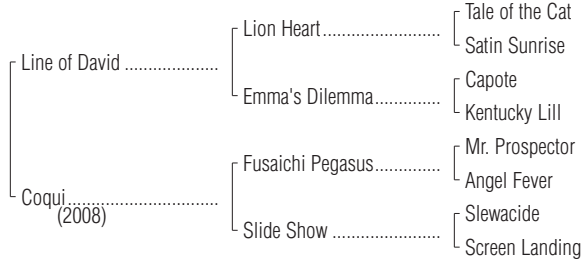 Tale of the Cat
Lion Heart........................
Satin Sunrise
Line of David ...................
Capote
Emma's Dilemma.............
Kentucky Lill
Mr. Prospector
Fusaichi Pegasus.............
Angel Fever
Coqui..............................
(2008)
Slewacide
Slide Show .....................
Screen Landing